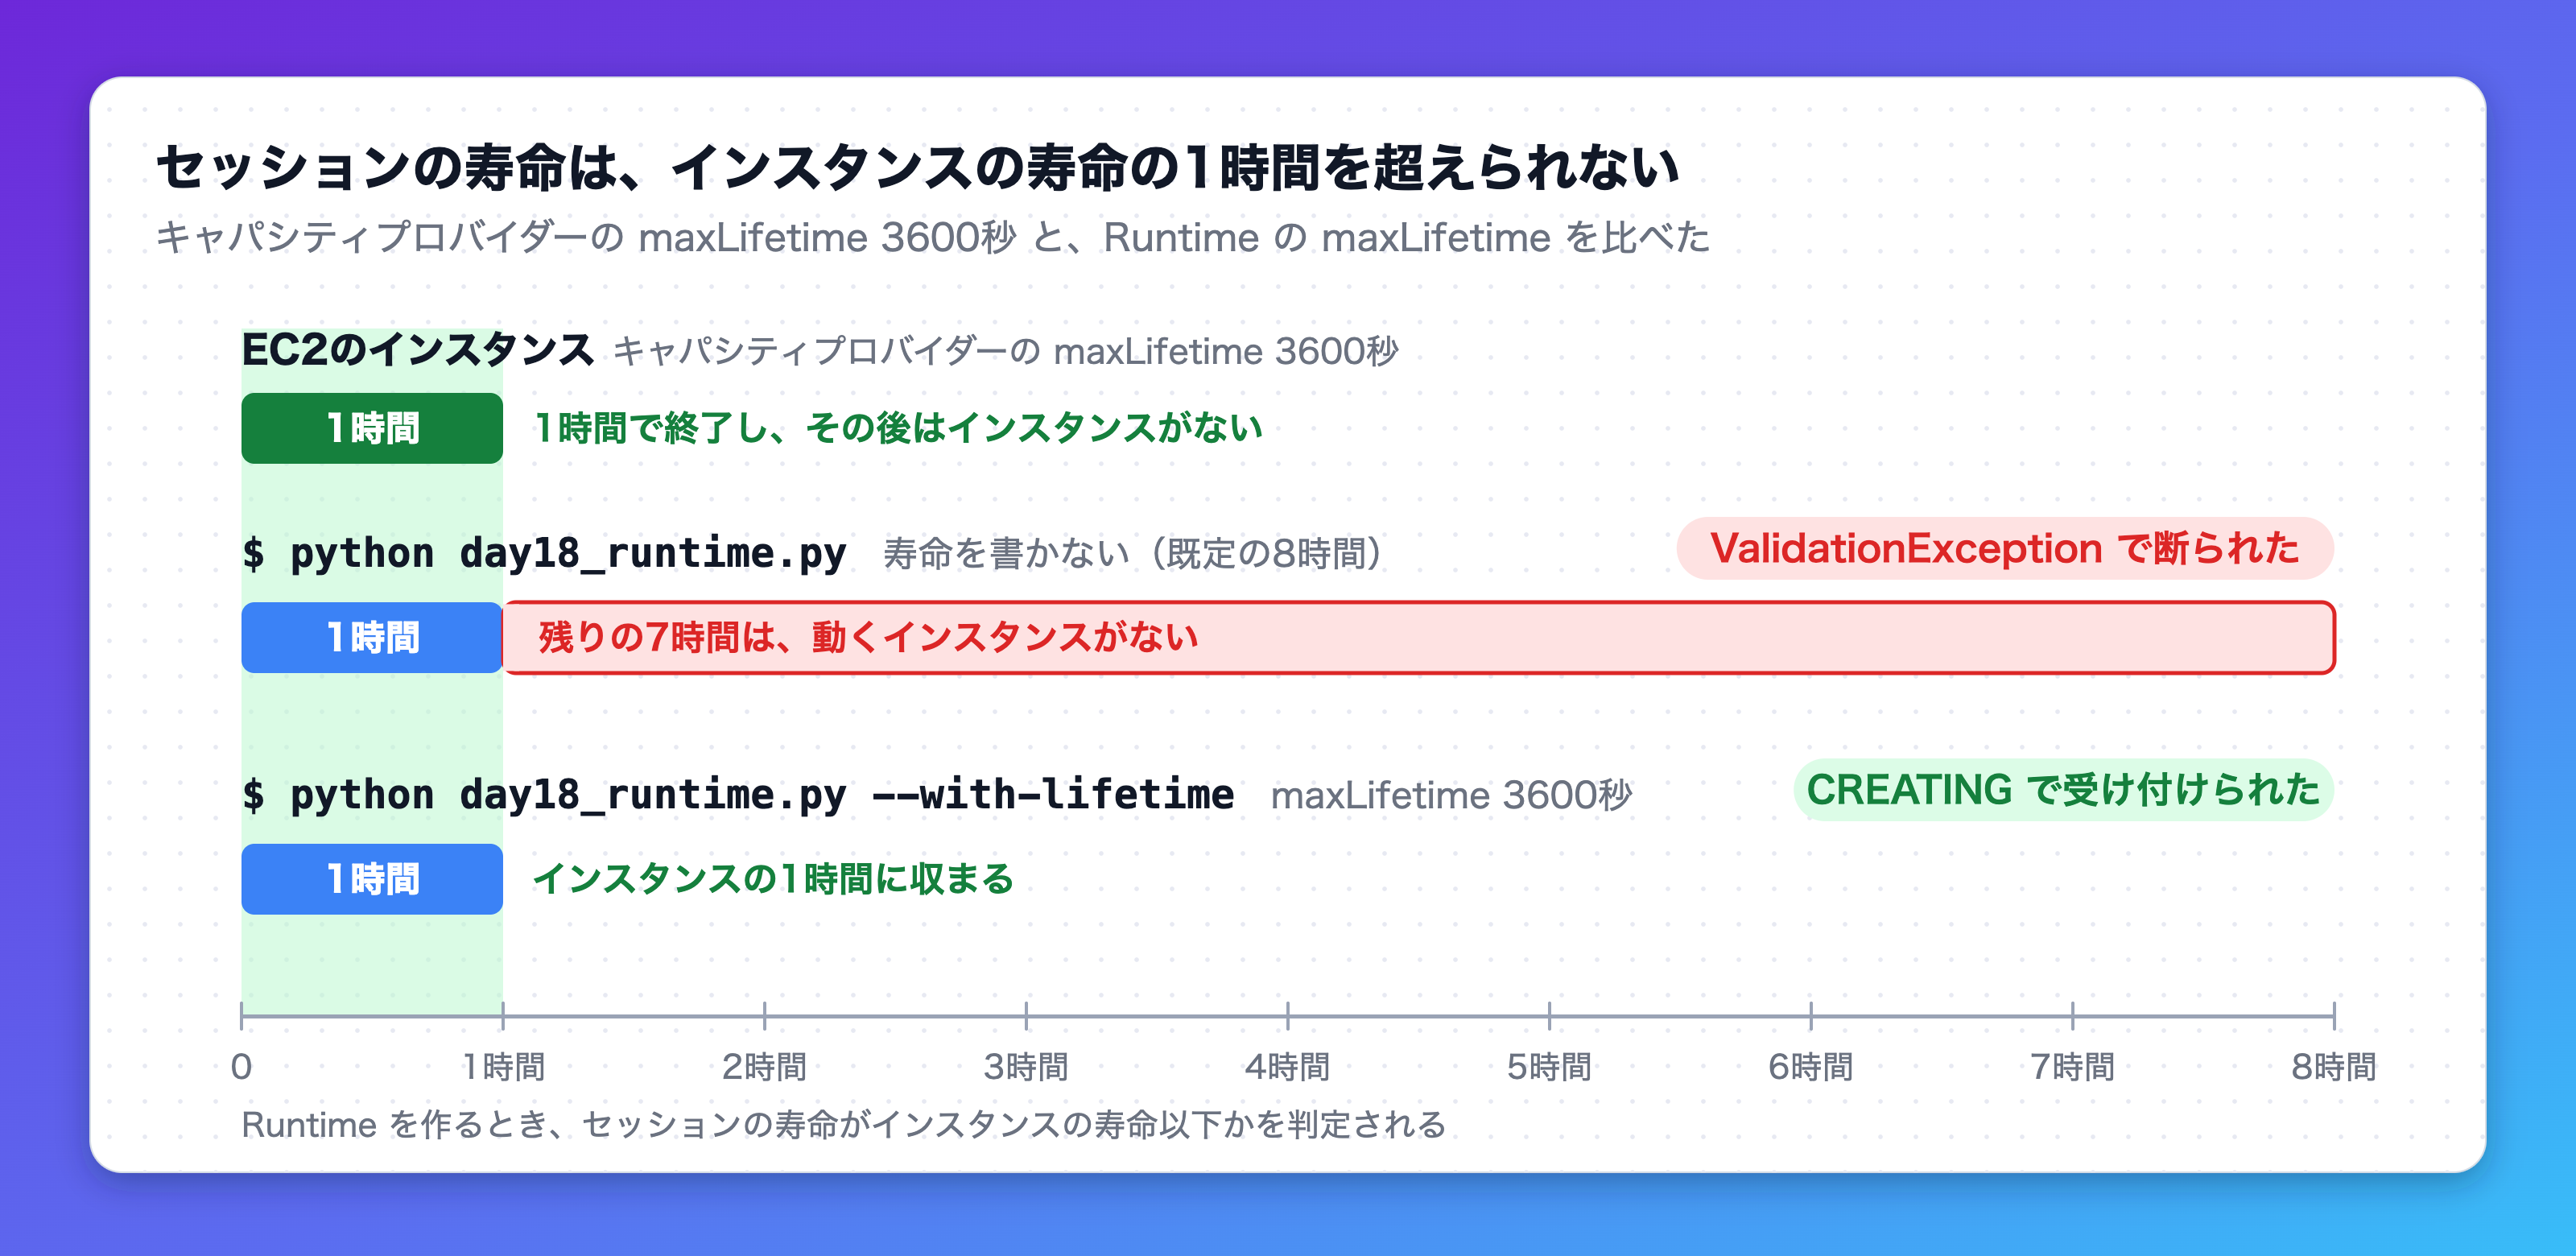 セッションの寿命は、インスタンスの寿命の1時間を超えられない
キャパシティプロバイダーの maxLifetime 3600秒 と、Runtime の maxLifetime を比べた
EC2のインスタンス キャパシティプロバイダーの maxLifetime 3600秒
1時間 1時間で終了し、その後はインスタンスがない
$ python day18_runtime.py 寿命を書かない（既定の8時間） ValidationException で断られた
1時間 残りの7時間は、動くインスタンスがない
$ python day18_runtime.py --with-lifetime maxLifetime 3600秒 CREATING で受け付けられた
1時間 インスタンスの1時間に収まる
0 1時間 2時間 3時間 4時間 5時間 6時間 7時間 8時間
Runtime を作るとき、セッションの寿命がインスタンスの寿命以下かを判定される